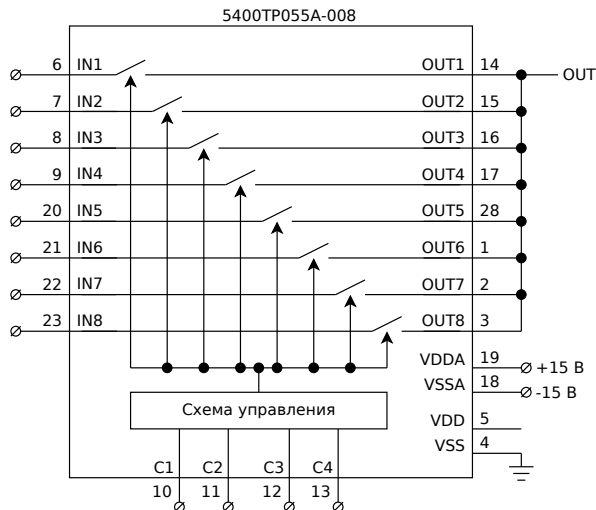 5400ТР055А-008
6 IN1 OUT1 14 OUT
7 IN2 OUT2 15
8 IN3 OUT3 16
9 IN4 OUT4 17
20 IN5 OUT5 28
21 IN6 OUT6 1
22 IN7 OUT7 2
23 IN8 OUT8 3
VDDA 19 +15 В
VSSA 18 -15 В
Схема управления
VDD 5
VSS 4
C1 C2 C3 C4
10 11 12 13